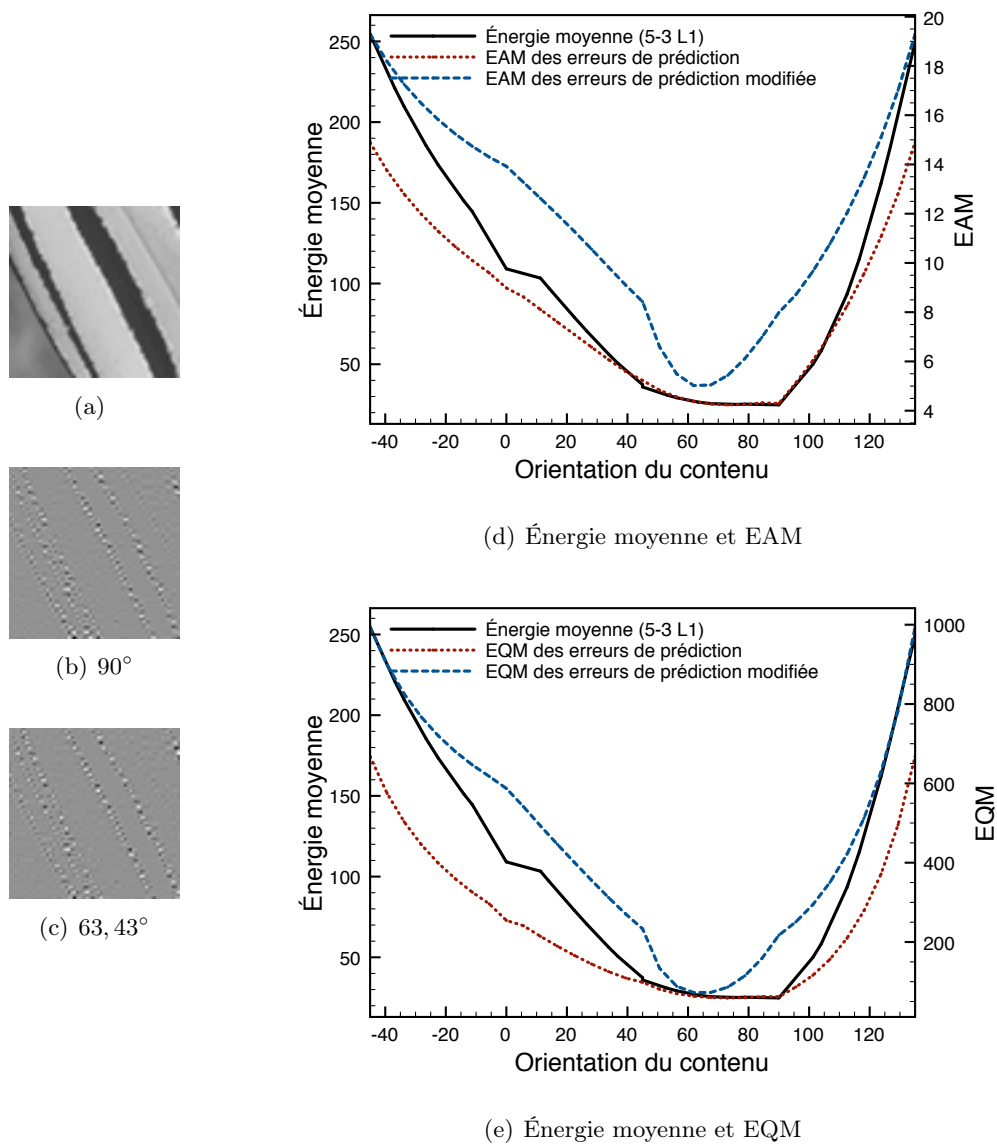 (a)
(b) 90°
(c) 63, 43°
Énergie moyenne (5-3 L1)
EAM des erreurs de prédiction
EAM des erreurs de prédiction modifiée
250
200
150
100
50
Énergie moyenne
20
18
16
14
12
10
8
6
4
EAM
-40 -20 0 20 40 60 80 100 120
Orientation du contenu
(d) Énergie moyenne et EAM
Énergie moyenne (5-3 L1)
EQM des erreurs de prédiction
EQM des erreurs de prédiction modifiée
250
200
150
100
50
Énergie moyenne
1000
800
600
400
200
EQM
-40 -20 0 20 40 60 80 100 120
Orientation du contenu
(e) Énergie moyenne et EQM